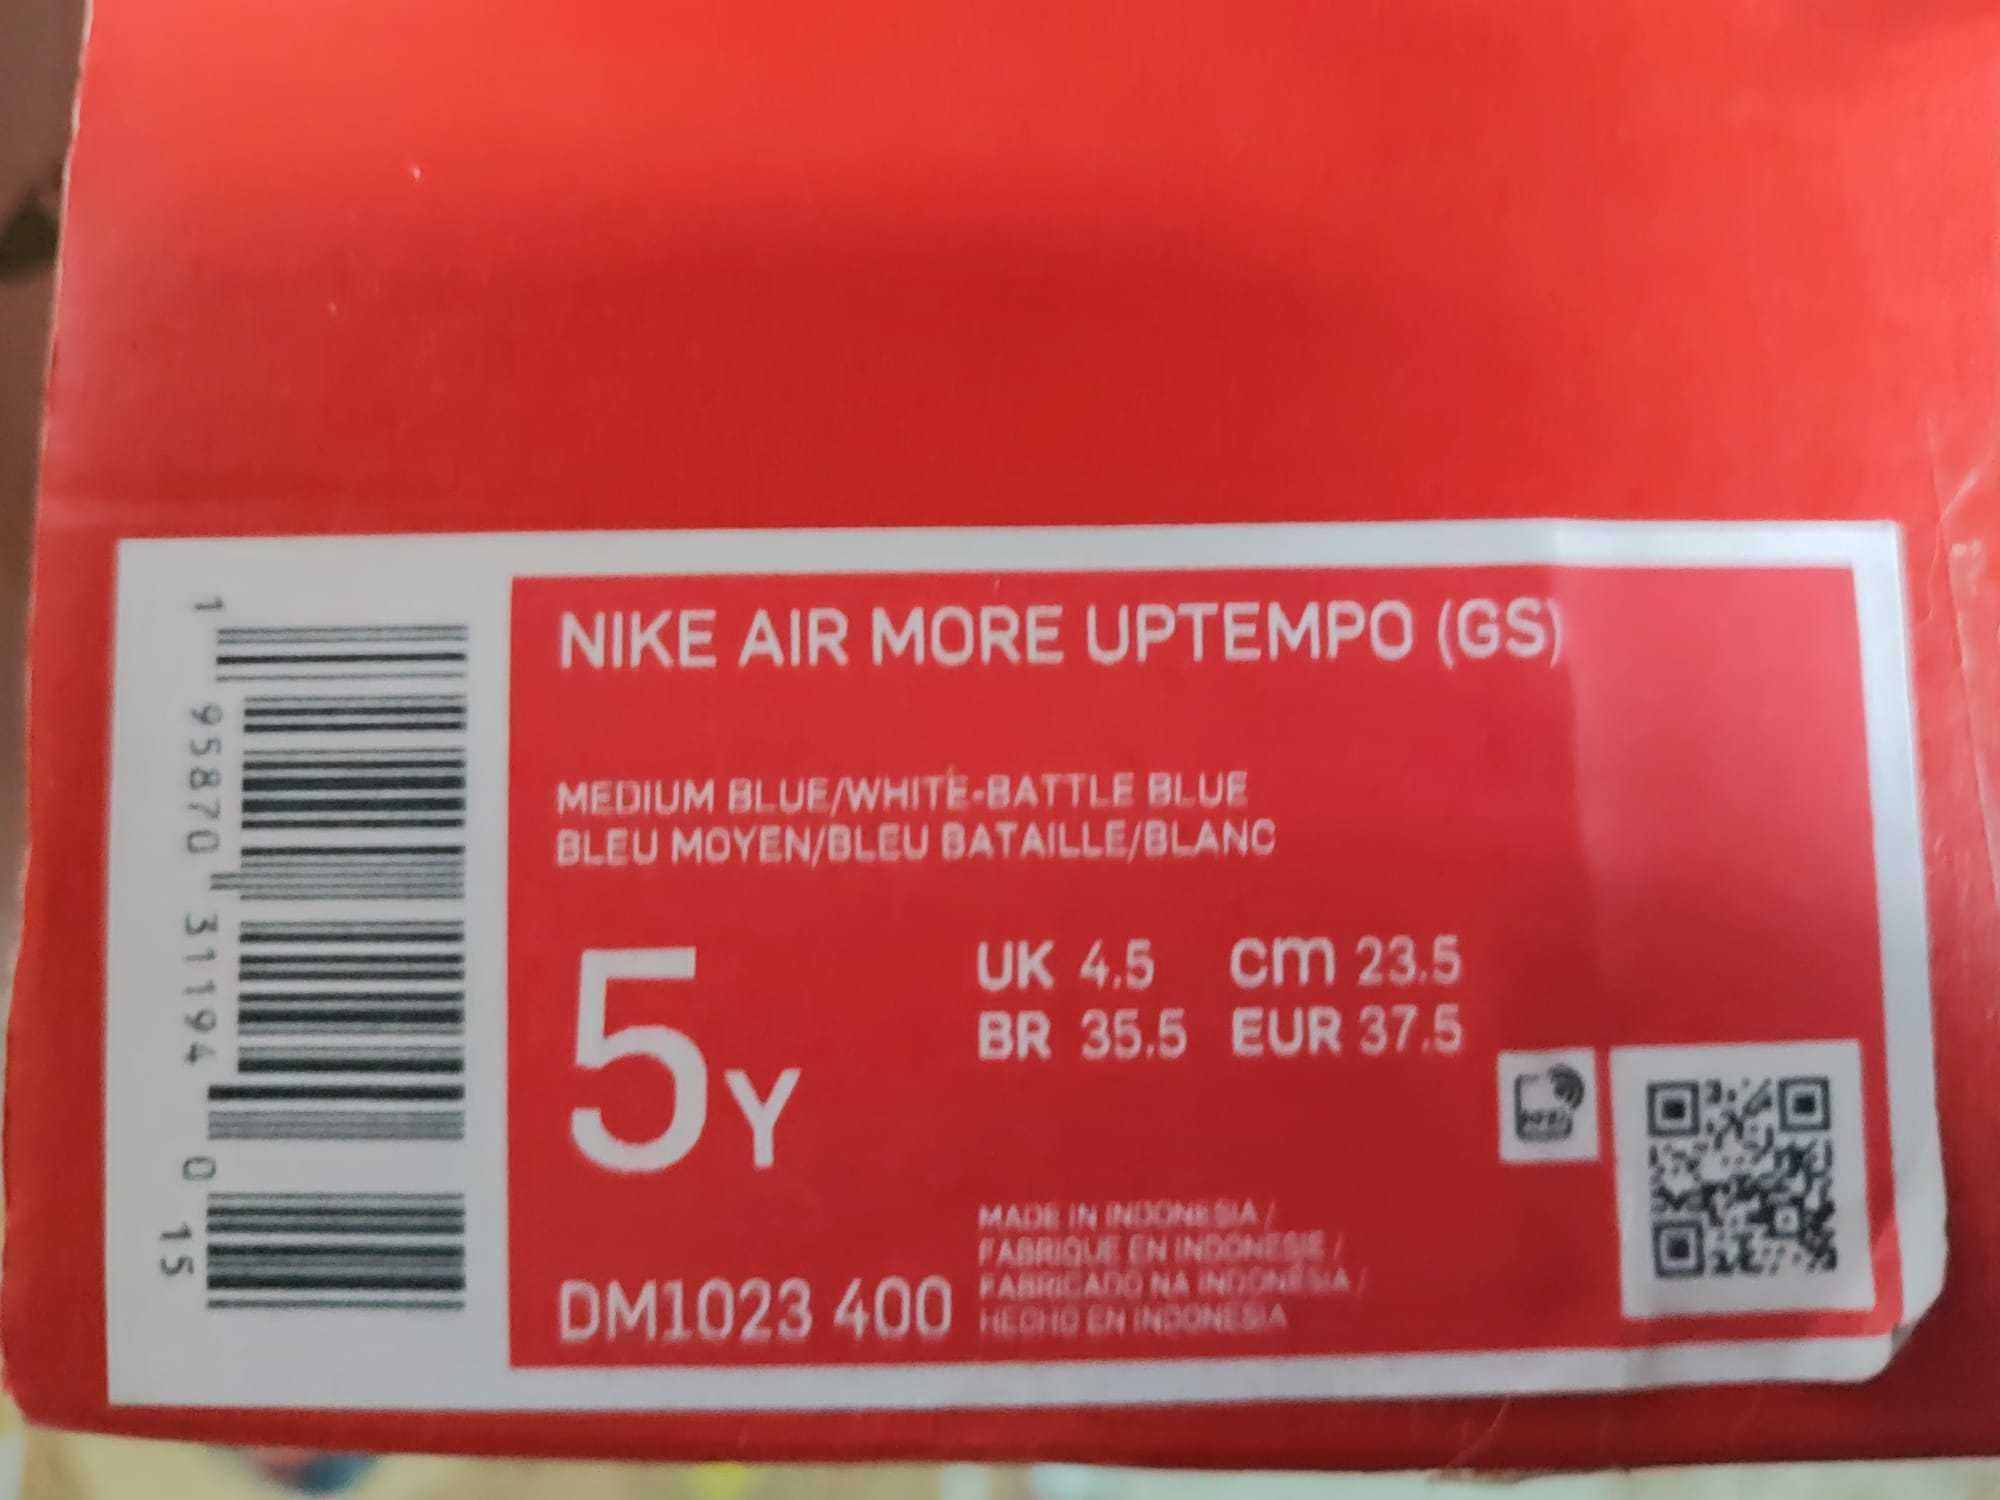 NIKE AIR MORE UPTEMPO (GS)
MEDIUM BLUE/WHITE-BATTLE BLUE
BLEU MOYEN/BLEU BATAILLE/BLANC
5Y
UK 4.5 cm 23.5
BR 35.5 EUR 37.5
MADE IN INDONESIA /
FABRIQUE EN INDONESIE /
FABRICADO NA INDONÉSIA /
HECHO EN INDONESIA
DM1023 400
1 95870 31194 0 15